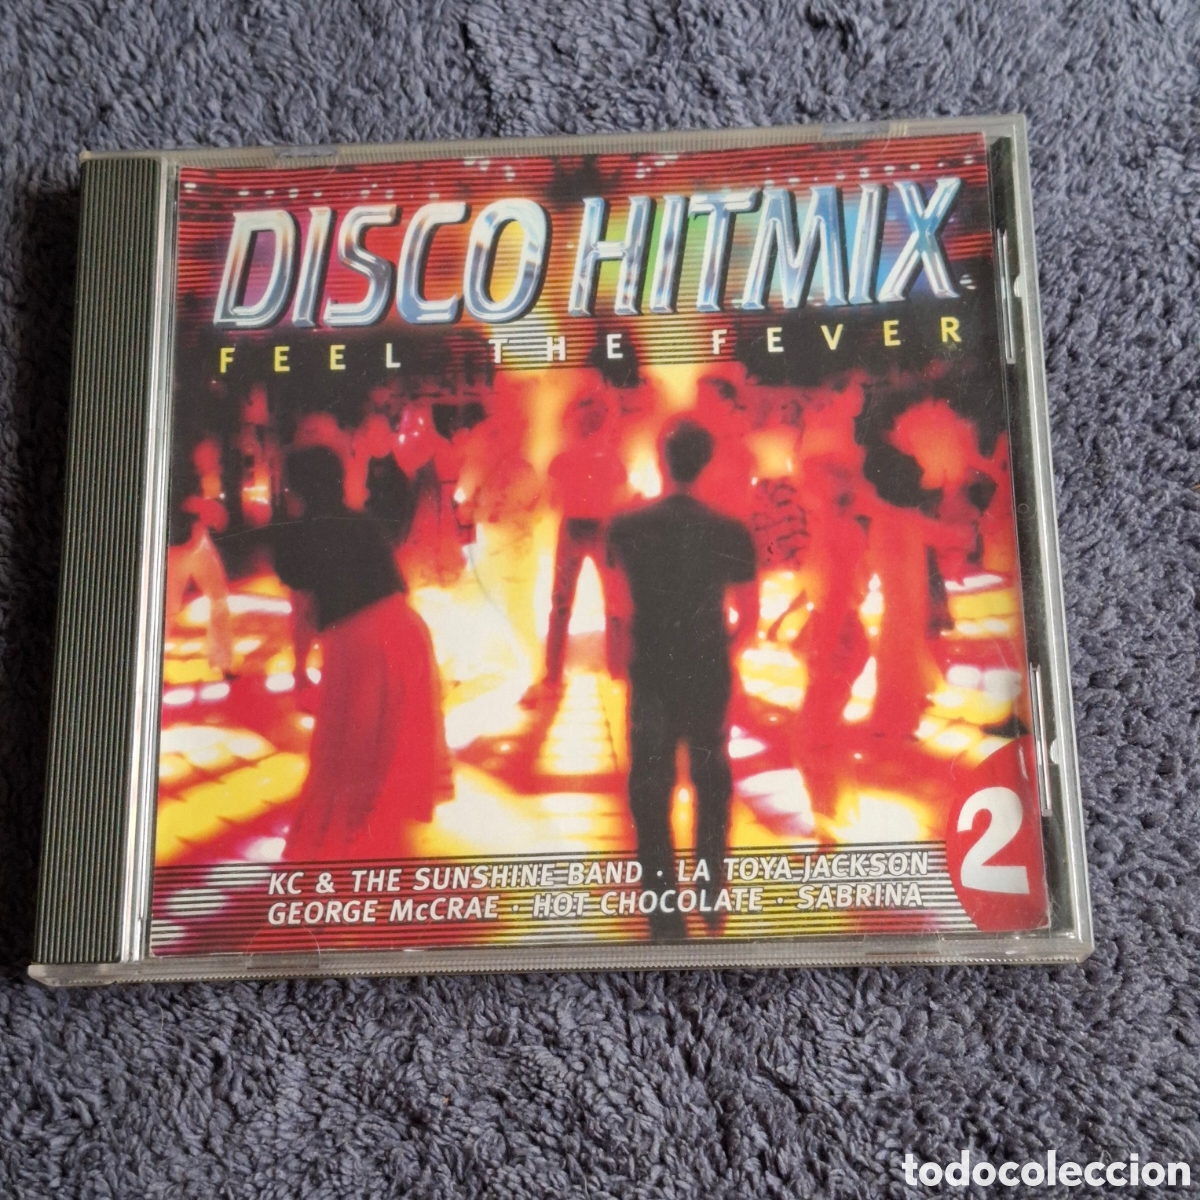 DISCO HITMIX
FEEL THE FEVER
2
KC & THE SUNSHINE BAND · LA TOYA JACKSON
GEORGE McCRAE · HOT CHOCOLATE · SABRINA
todocoleccion